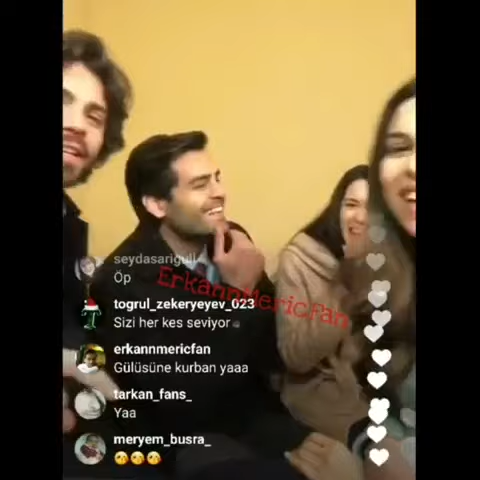 seydasarigull
Öp
ErkannMericFan
togrul_zekeryeyev_023
Sizi her kes seviyor
erkannmericfan
Gülüsüne kurban yaaa
tarkan_fans_
Yaa
meryem_busra_
😘😘😘